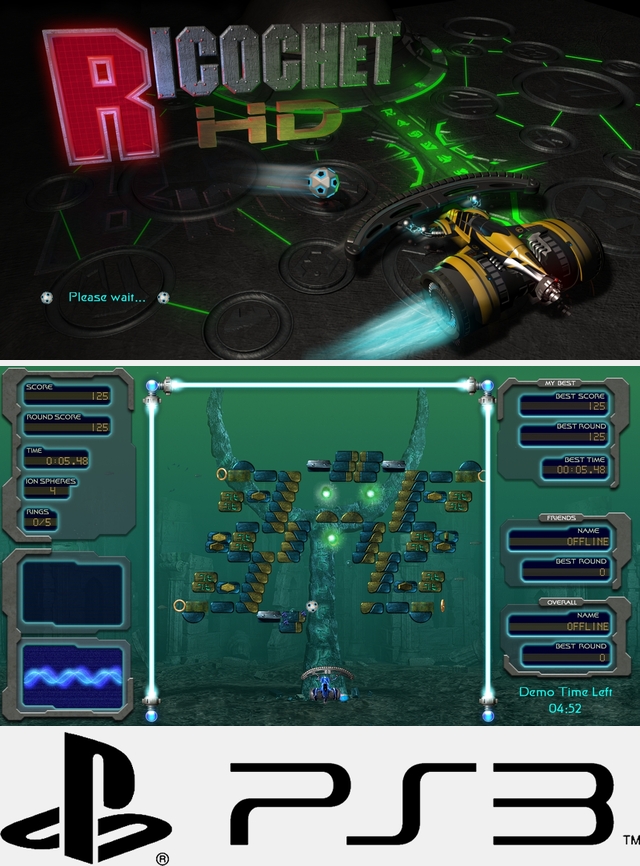 RICOCHET
HD
Please wait...
SCORE
125
ROUND SCORE
125
TIME
0:05.48
ION SPHERES
4
RINGS
0/5
MY BEST
BEST SCORE
125
BEST ROUND
125
BEST TIME
00:05.48
FRIENDS
NAME
OFFLINE
BEST ROUND
0
OVERALL
NAME
OFFLINE
BEST ROUND
0
Demo Time Left
04:52
®
PS3
TM